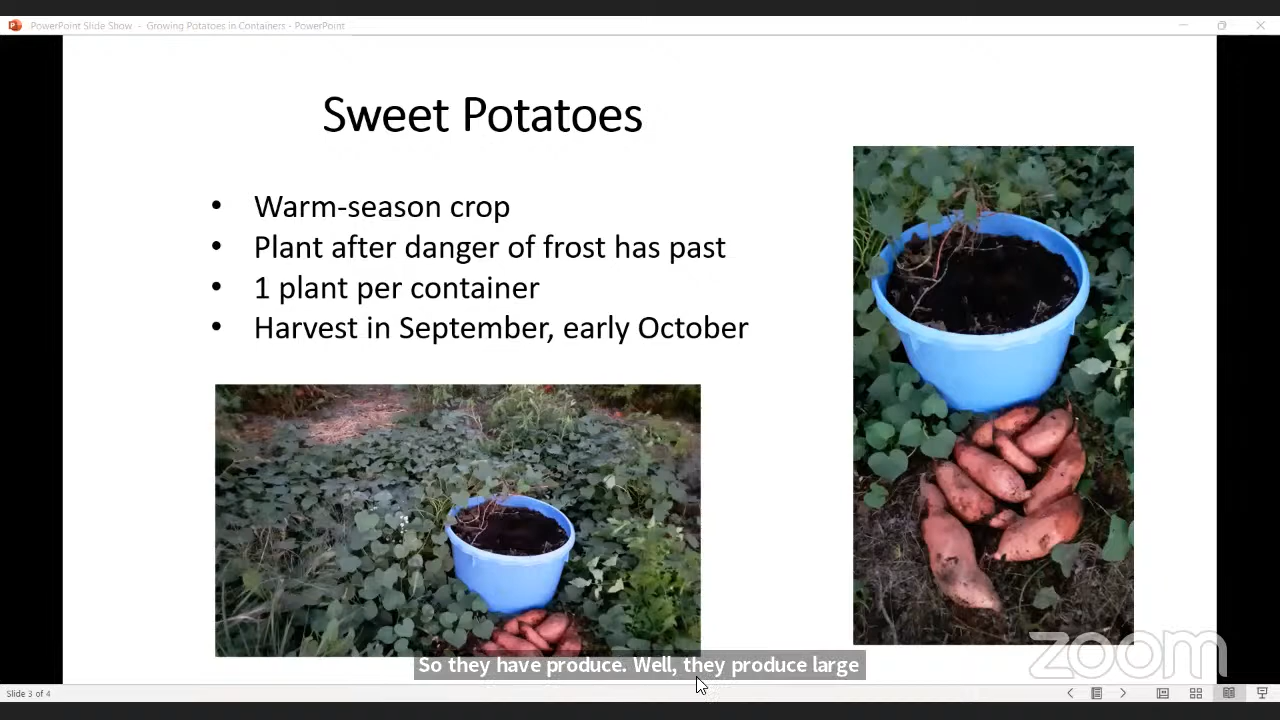 PowerPoint Slide Show - Growing Potatoes in Containers - PowerPoint
Sweet Potatoes
• Warm-season crop
• Plant after danger of frost has past
• 1 plant per container
• Harvest in September, early October
So they have produce. Well, they produce large
zoom
Slide 3 of 4